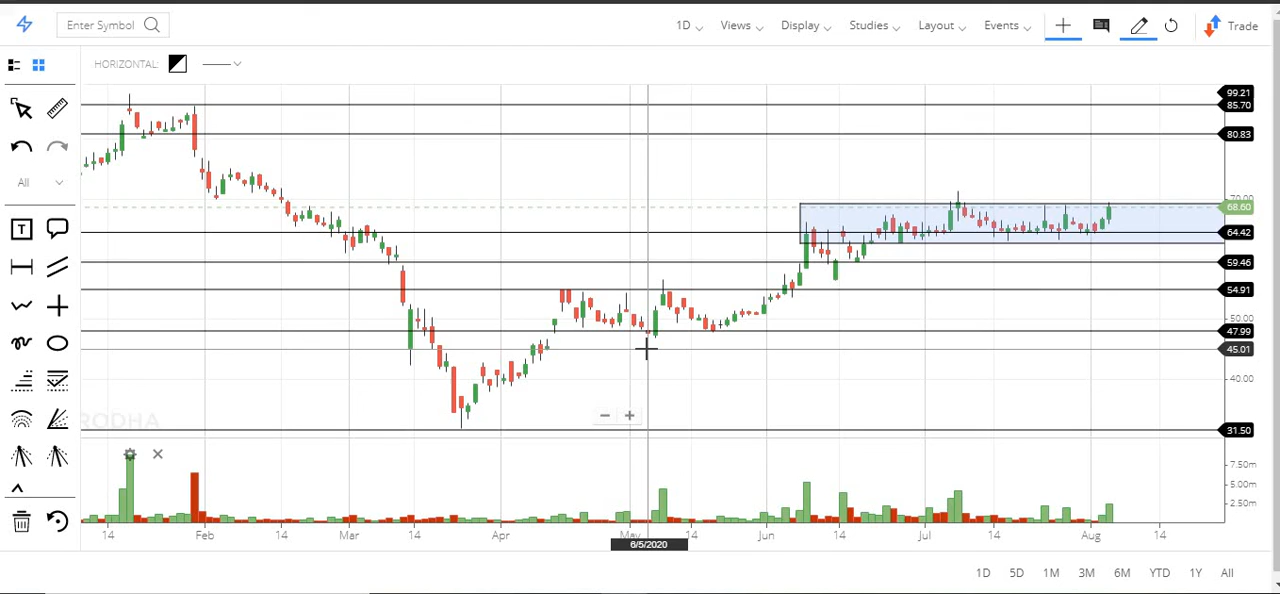 Enter Symbol 1D Views Display Studies Layout Events Trade
HORIZONTAL:
99.21
85.70
80.83
70.00
68.60
64.42
59.46
54.91
50.00
47.99
45.01
40.00
RODHA
31.50
All
T
7.50m
5.00m
2.50m
14 Feb 14 Mar 14 Apr May 14 Jun 14 Jul 14 Aug 14
6/5/2020
1D 5D 1M 3M 6M YTD 1Y All